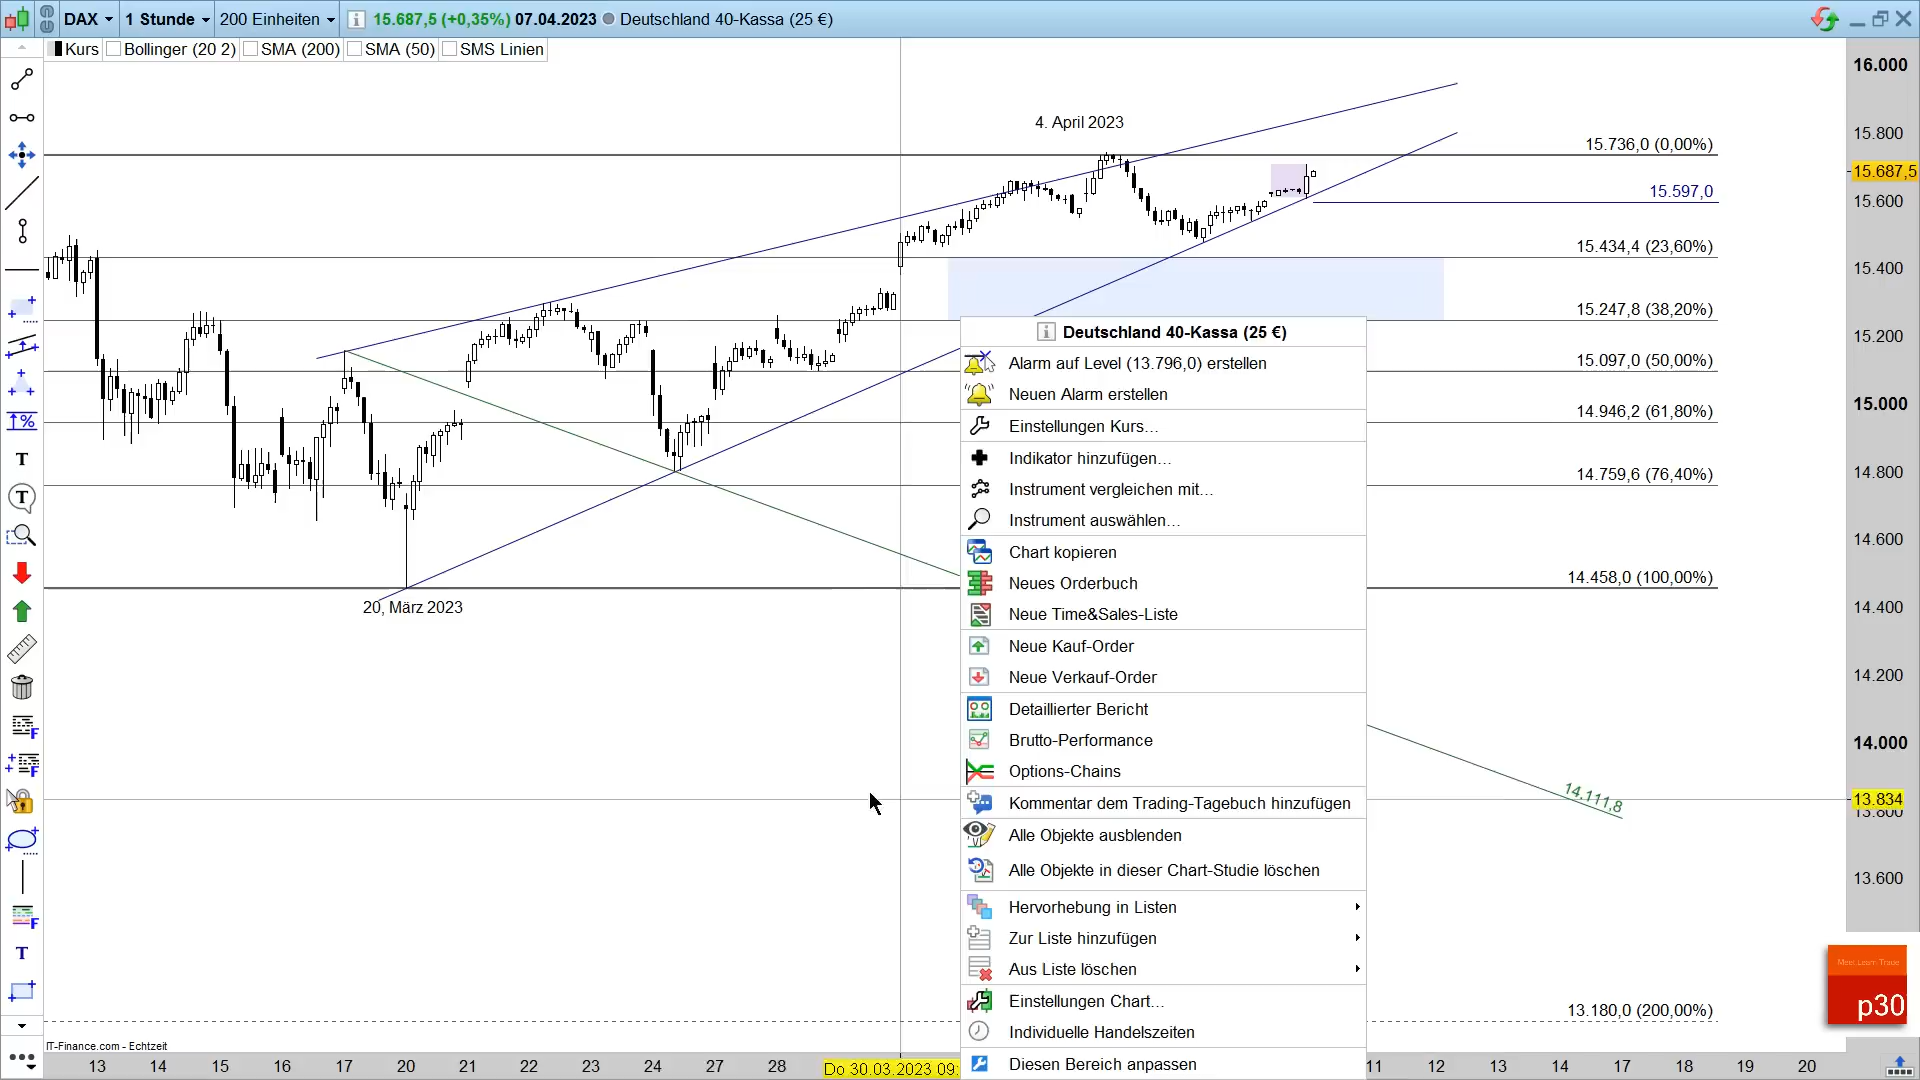 DAX 1 Stunde 200 Einheiten 15.687,5 (+0,35%) 07.04.2023 Deutschland 40-Kassa (25 €)
Kurs Bollinger (20 2) SMA (200) SMA (50) SMS Linien
16.000
4. April 2023
15.800
15.736,0 (0,00%)
15.687,5
15.597,0
15.600
15.434,4 (23,60%)
15.400
15.247,8 (38,20%)
15.200
15.097,0 (50,00%)
15.000
14.946,2 (61,80%)
14.800
14.759,6 (76,40%)
14.600
14.458,0 (100,00%)
14.400
20, März 2023
14.200
14.000
14.111,8
13.834
13.800
13.600
13.180,0 (200,00%)
Deutschland 40-Kassa (25 €)
Alarm auf Level (13.796,0) erstellen
Neuen Alarm erstellen
Einstellungen Kurs...
Indikator hinzufügen...
Instrument vergleichen mit...
Instrument auswählen...
Chart kopieren
Neues Orderbuch
Neue Time&Sales-Liste
Neue Kauf-Order
Neue Verkauf-Order
Detaillierter Bericht
Brutto-Performance
Options-Chains
Kommentar dem Trading-Tagebuch hinzufügen
Alle Objekte ausblenden
Alle Objekte in dieser Chart-Studie löschen
Hervorhebung in Listen
Zur Liste hinzufügen
Aus Liste löschen
Einstellungen Chart...
Individuelle Handelszeiten
Diesen Bereich anpassen
Meet Learn Trade
p30
IT-Finance.com - Echtzeit
13 14 15 16 17 20 21 22 23 24 27 28 Do 30.03.2023 09: 11 12 13 14 17 18 19 20